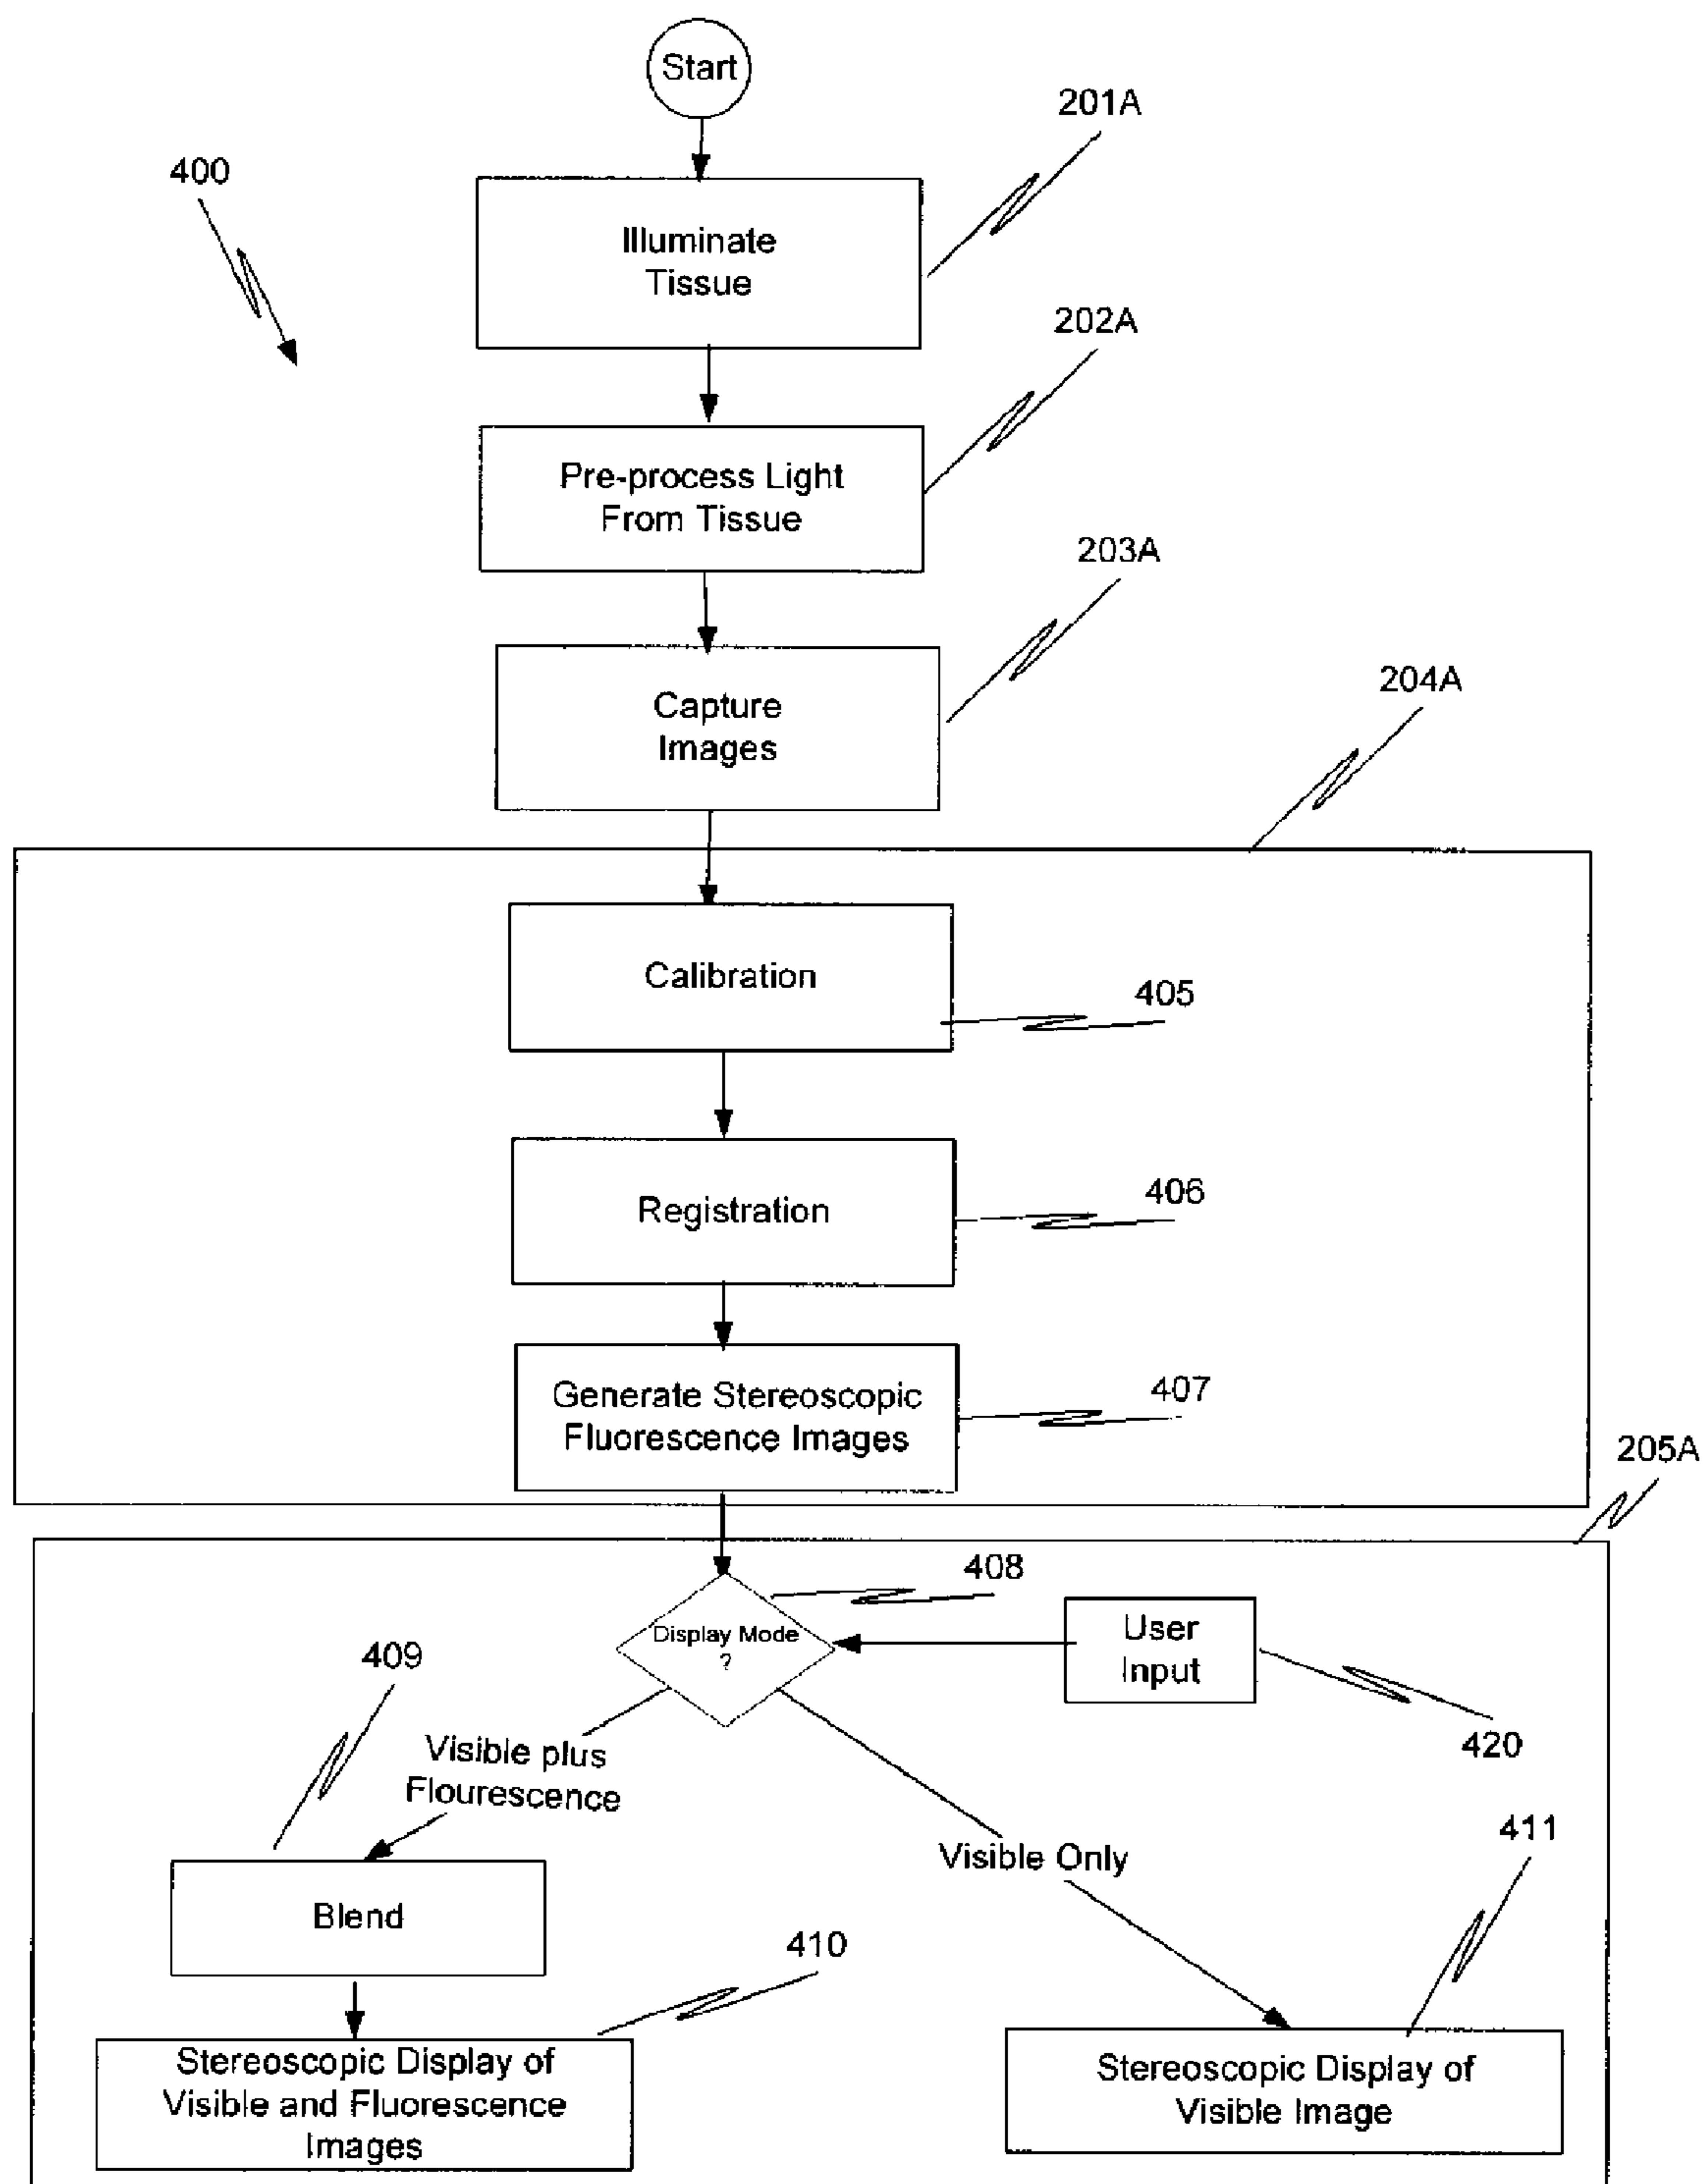 Start
201A
400
Illuminate
Tissue
202A
Pre-process Light
From Tissue
203A
Capture
Images
204A
Calibration
405
Registration
406
Generate Stereoscopic
Fluorescence Images
407
205A
408
Display Mode
?
User
Input
409
420
Visible plus
Flourescence
411
Visible Only
Blend
410
Stereoscopic Display of
Visible and Fluorescence
Images
Stereoscopic Display of
Visible Image